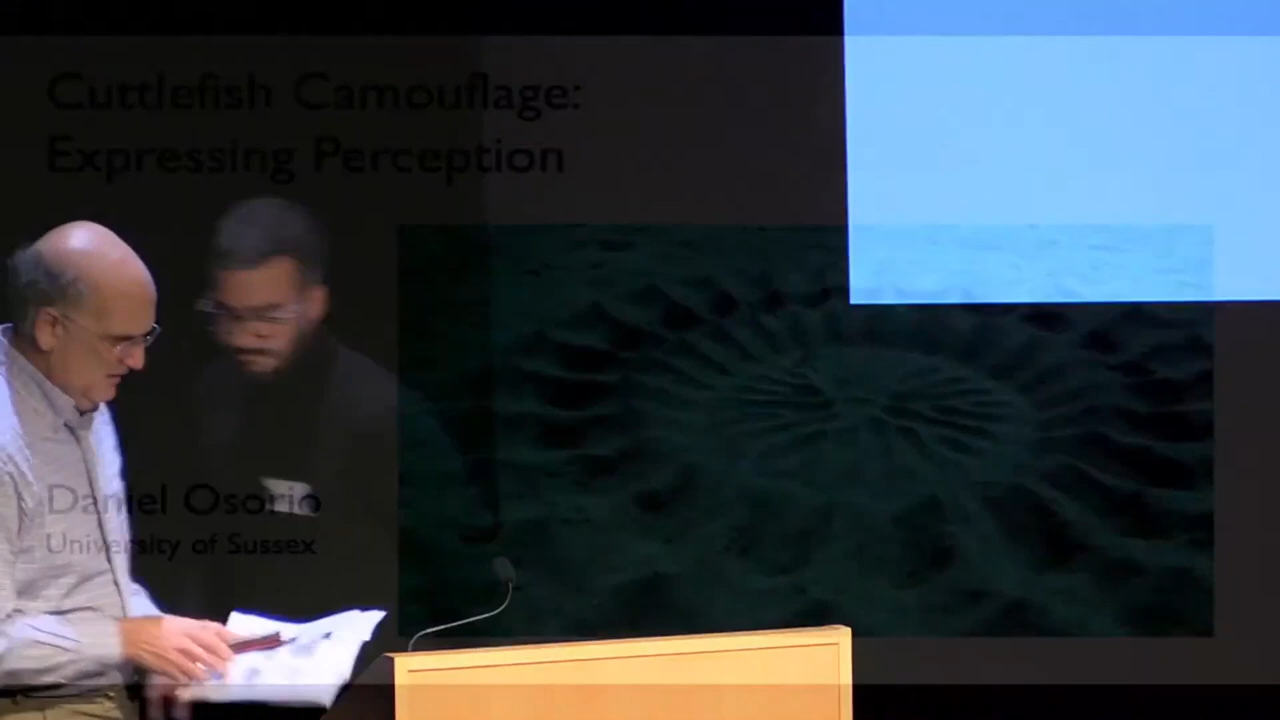 Cuttlefish Camouflage:
Expressing Perception
Daniel Osorio
University of Sussex